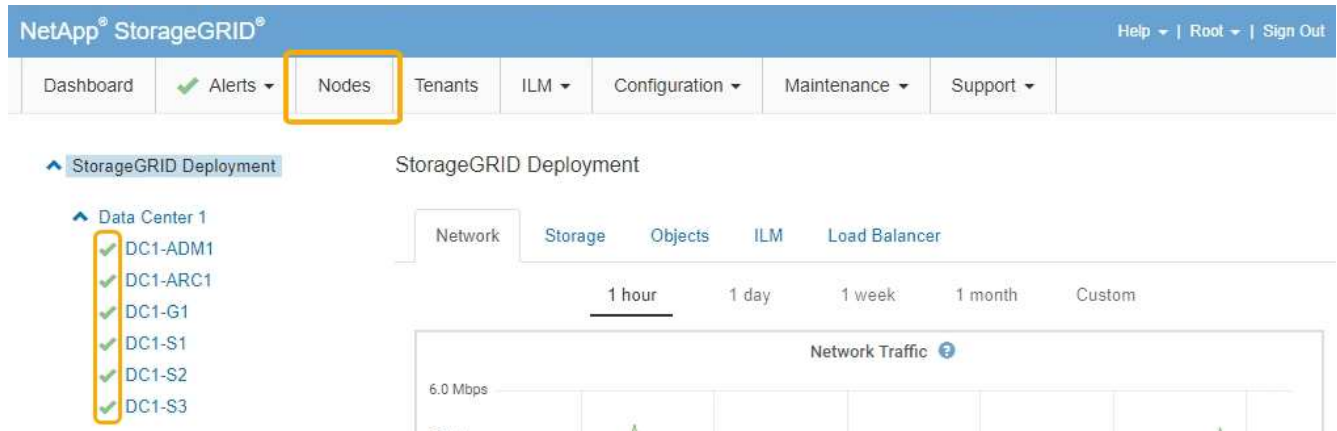 NetApp® StorageGRID®
Help | Root | Sign Out
Dashboard Alerts Nodes Tenants ILM Configuration Maintenance Support
StorageGRID Deployment
StorageGRID Deployment
Data Center 1
DC1-ADM1
DC1-ARC1
DC1-G1
DC1-S1
DC1-S2
DC1-S3
Network Storage Objects ILM Load Balancer
1 hour 1 day 1 week 1 month Custom
Network Traffic ?
6.0 Mbps